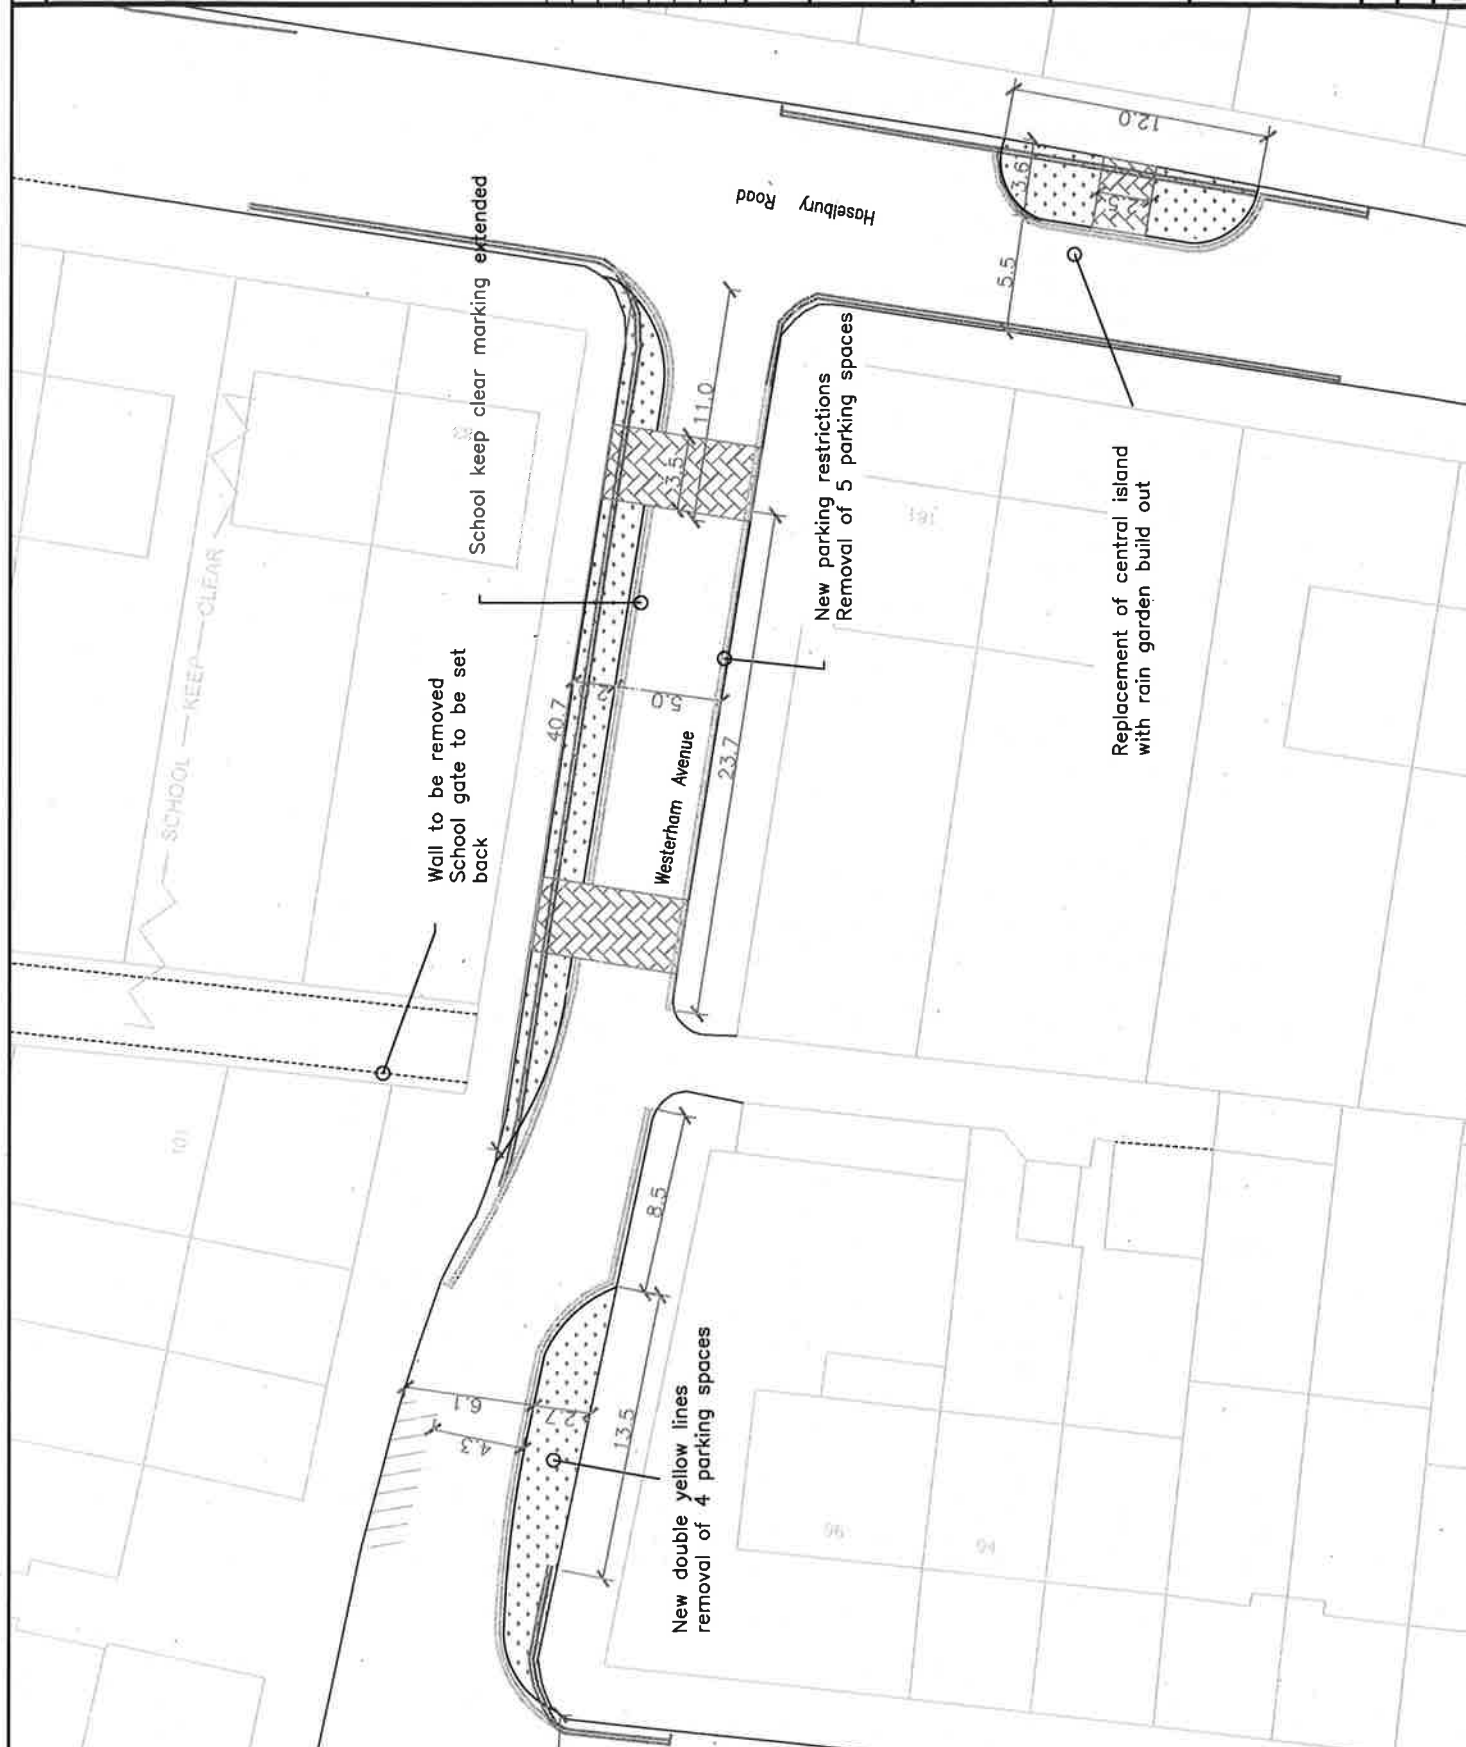 School keep clear marking extended
Wall to be removed
School gate to be set
back
SCHOOL KEEP CLEAR
Haselbury Road
Westerham Avenue
New parking restrictions
Removal of 5 parking spaces
Replacement of central island
with rain garden build out
New double yellow lines
removal of 4 parking spaces
12.0
3.6
2.5
5.5
11.0
3.5
40.7
2
5.0
23.7
8.5
13.5
6.1
2.7
4.3
101
181
96
94